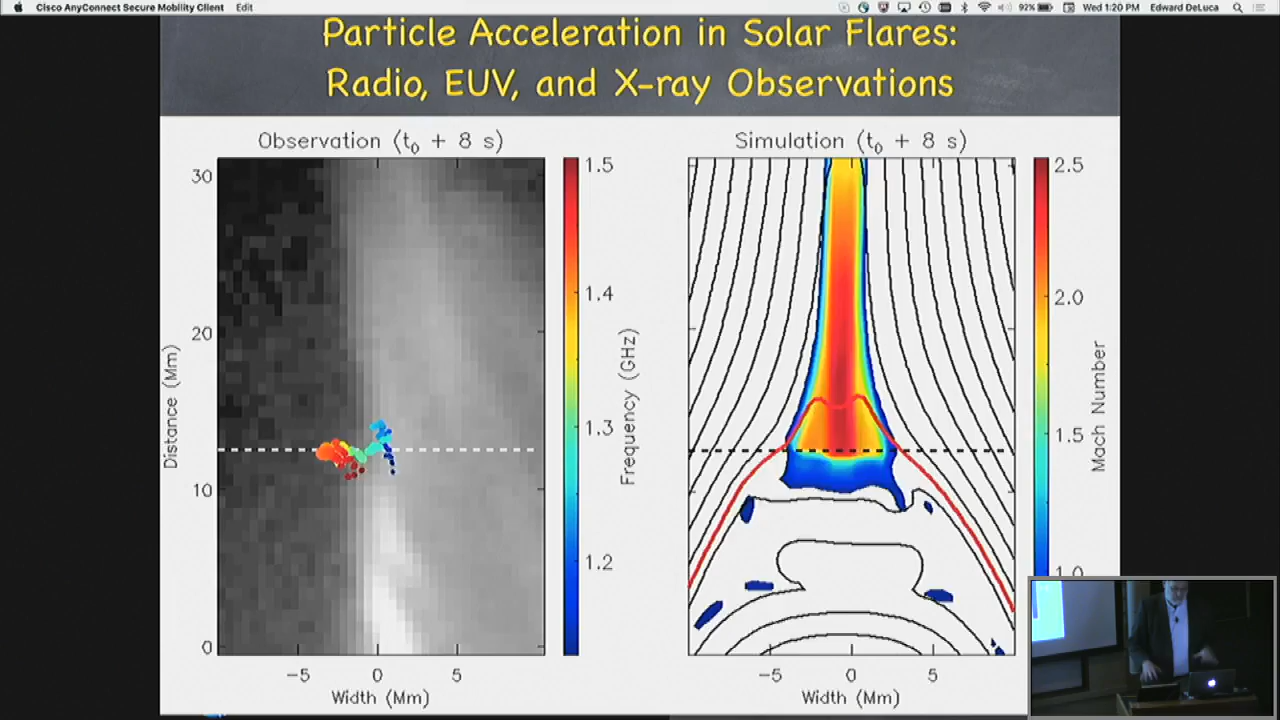 Cisco AnyConnect Secure Mobility Client Edit
92% Wed 1:20 PM Edward DeLuca
Particle Acceleration in Solar Flares:
Radio, EUV, and X-ray Observations
Observation (t0 + 8 s)
Simulation (t0 + 8 s)
30
20
10
0
Distance (Mm)
-5 0 5
Width (Mm)
1.5
1.4
1.3
1.2
Frequency (GHz)
-5 0 5
Width (Mm)
2.5
2.0
1.5
1.0
Mach Number